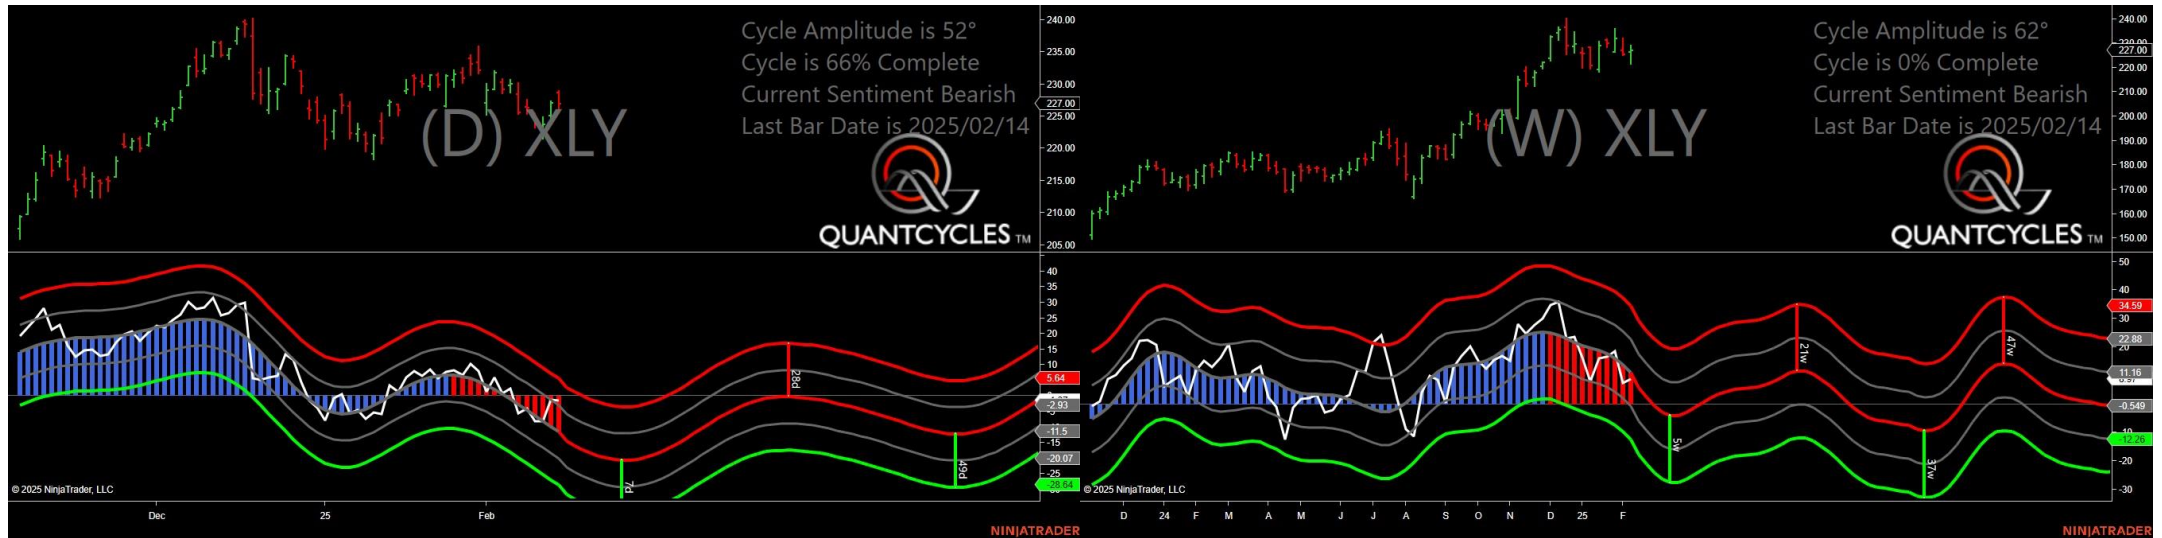 Cycle Amplitude is 52°
Cycle is 66% Complete
Current Sentiment Bearish
Last Bar Date is 2025/02/14
(D) XLY
QUANTCYCLES TM
240.00
235.00
230.00
227.00
225.00
220.00
215.00
210.00
205.00
40
35
30
25
20
15
10
5.64
-2.93
-11.5
-15
-20.07
-25
-28.64
28d
7d
49d
© 2025 NinjaTrader, LLC
Dec
25
Feb
NINJATRADER
Cycle Amplitude is 62°
Cycle is 0% Complete
Current Sentiment Bearish
Last Bar Date is 2025/02/14
(W) XLY
QUANTCYCLES TM
240.00
230.00
227.00
220.00
210.00
200.00
190.00
180.00
170.00
160.00
150.00
50
40
34.59
30
22.88
20
11.16
-0.549
-10
-12.26
-20
-30
21w
47w
5w
37w
© 2025 NinjaTrader, LLC
D 24 F M A M J J A S O N D 25 F
NINJATRADER